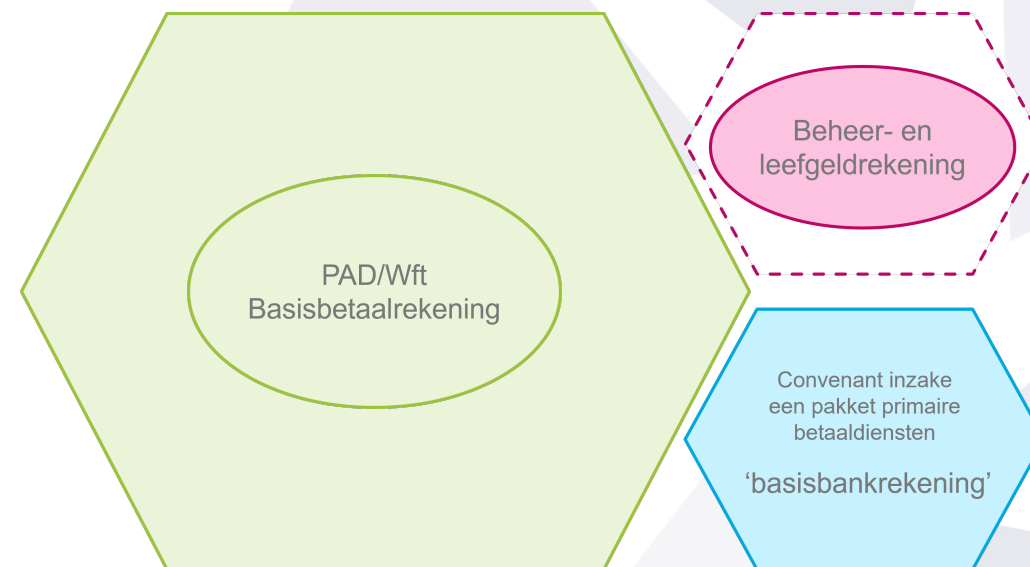 PAD/Wft
Basisbetaalrekening
Beheer- en
leefgeldrekening
Convenant inzake
een pakket primaire
betaaldiensten
‘basisbankrekening’